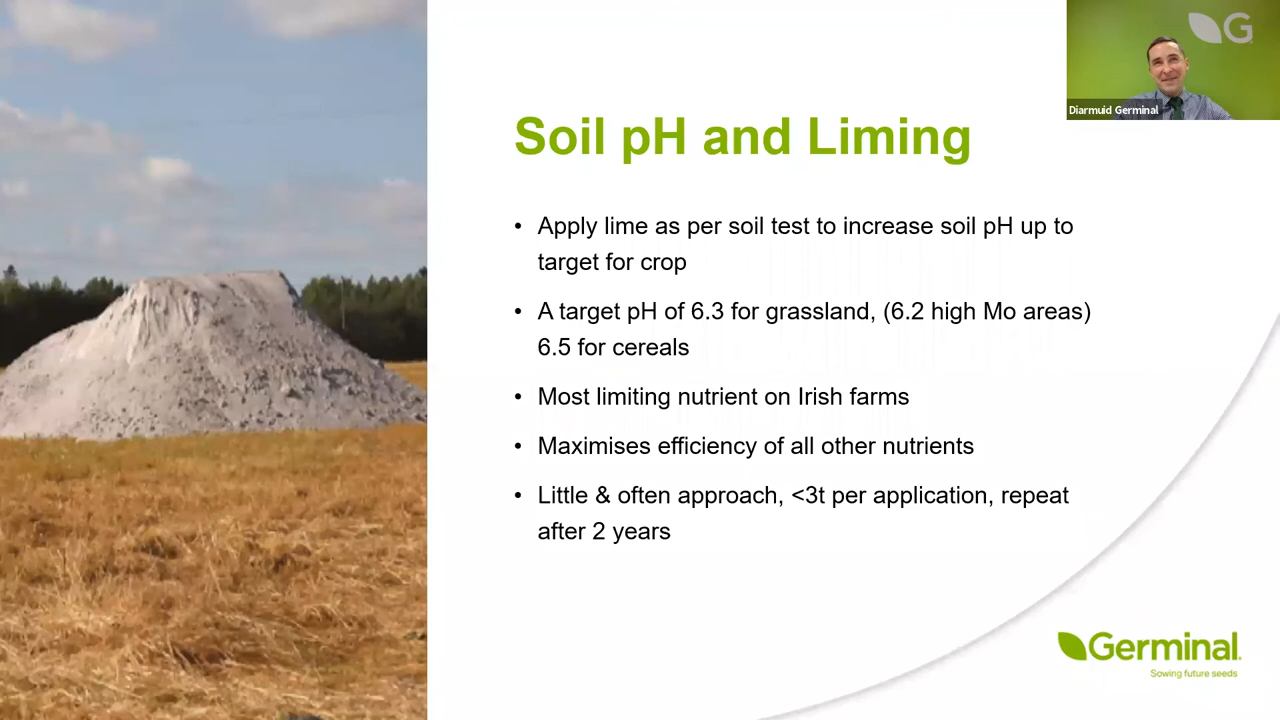 G
Diarmuid Germinal
Soil pH and Liming
• Apply lime as per soil test to increase soil pH up to
target for crop
• A target pH of 6.3 for grassland, (6.2 high Mo areas)
6.5 for cereals
• Most limiting nutrient on Irish farms
• Maximises efficiency of all other nutrients
• Little & often approach, <3t per application, repeat
after 2 years
Germinal
Sowing future seeds